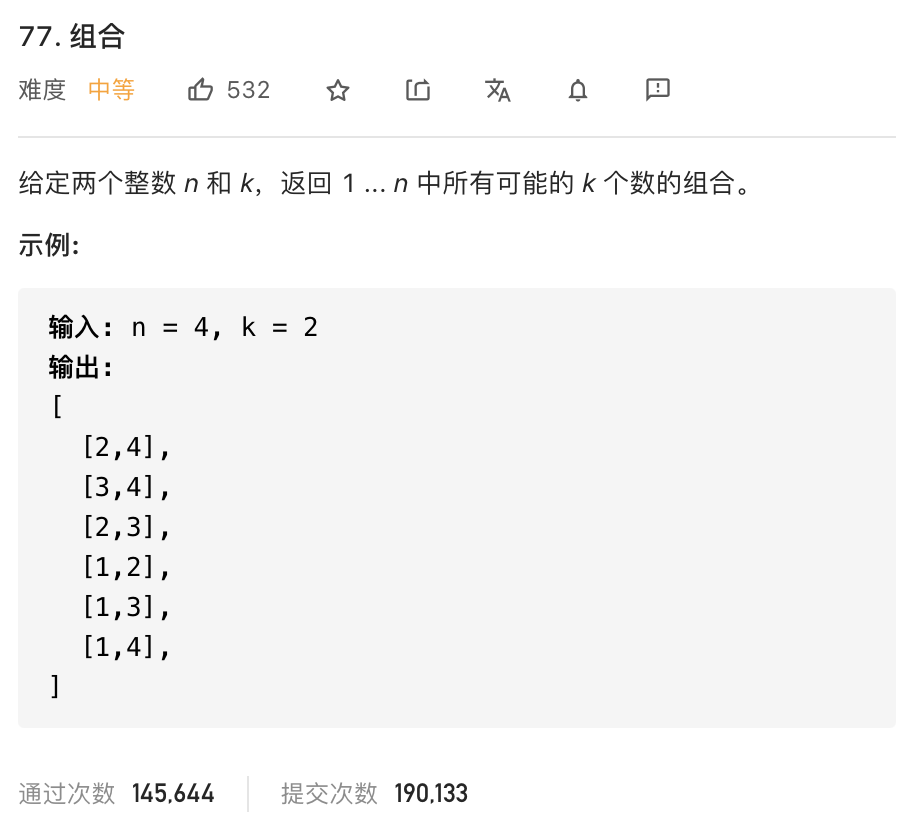 77. 组合
难度 中等 532
给定两个整数 n 和 k，返回 1 ... n 中所有可能的 k 个数的组合。
示例:
输入: n = 4, k = 2
输出:
[
[2,4],
[3,4],
[2,3],
[1,2],
[1,3],
[1,4],
]
通过次数 145,644 提交次数 190,133